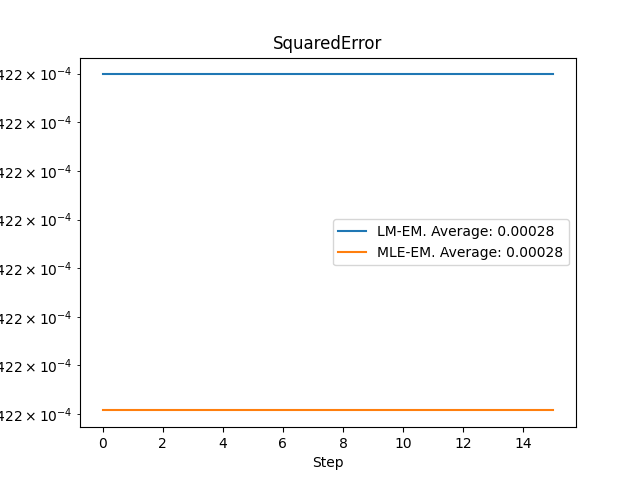 SquaredError
422 × 10⁻⁴
422 × 10⁻⁴
422 × 10⁻⁴
422 × 10⁻⁴
422 × 10⁻⁴
422 × 10⁻⁴
422 × 10⁻⁴
422 × 10⁻⁴
LM-EM. Average: 0.00028
MLE-EM. Average: 0.00028
0 2 4 6 8 10 12 14
Step